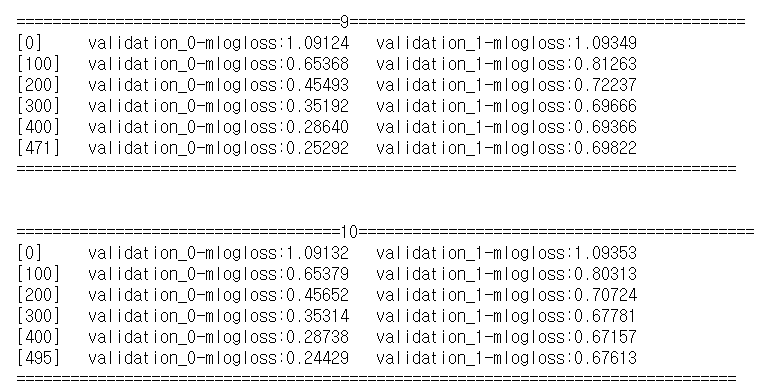 ====================================9============================================
[0] validation_0-mlogloss:1.09124 validation_1-mlogloss:1.09349
[100] validation_0-mlogloss:0.65368 validation_1-mlogloss:0.81263
[200] validation_0-mlogloss:0.45493 validation_1-mlogloss:0.72237
[300] validation_0-mlogloss:0.35192 validation_1-mlogloss:0.69666
[400] validation_0-mlogloss:0.28640 validation_1-mlogloss:0.69366
[471] validation_0-mlogloss:0.25292 validation_1-mlogloss:0.69822
================================================================================
====================================10============================================
[0] validation_0-mlogloss:1.09132 validation_1-mlogloss:1.09353
[100] validation_0-mlogloss:0.65379 validation_1-mlogloss:0.80313
[200] validation_0-mlogloss:0.45652 validation_1-mlogloss:0.70724
[300] validation_0-mlogloss:0.35314 validation_1-mlogloss:0.67781
[400] validation_0-mlogloss:0.28738 validation_1-mlogloss:0.67157
[495] validation_0-mlogloss:0.24429 validation_1-mlogloss:0.67613
================================================================================